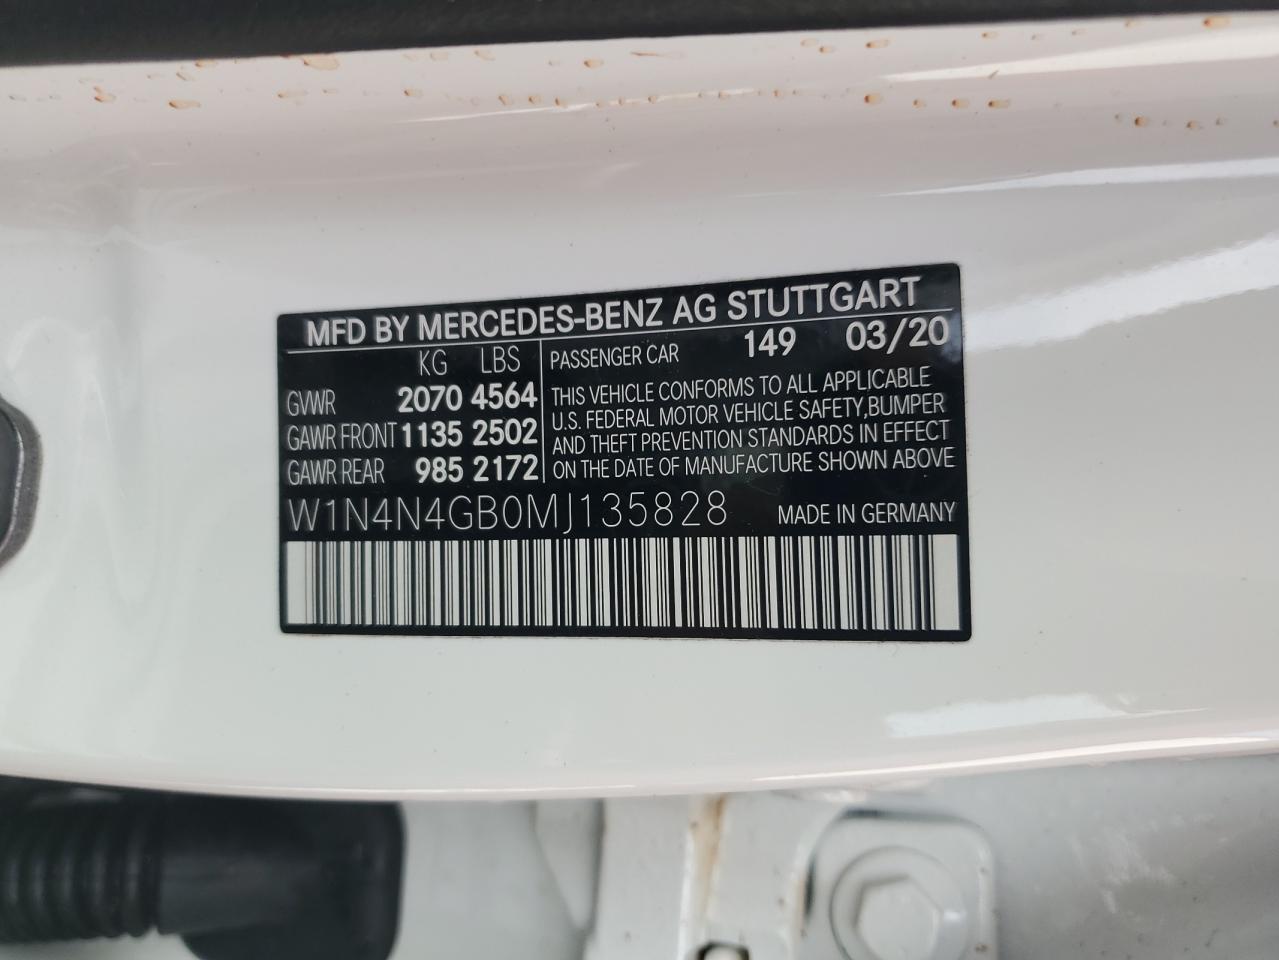 MFD BY MERCEDES-BENZ AG STUTTGART
KG LBS
GVWR 2070 4564
GAWR FRONT 1135 2502
GAWR REAR 985 2172
PASSENGER CAR 149 03/20
THIS VEHICLE CONFORMS TO ALL APPLICABLE
U.S. FEDERAL MOTOR VEHICLE SAFETY,BUMPER
AND THEFT PREVENTION STANDARDS IN EFFECT
ON THE DATE OF MANUFACTURE SHOWN ABOVE
W1N4N4GB0MJ135828 MADE IN GERMANY